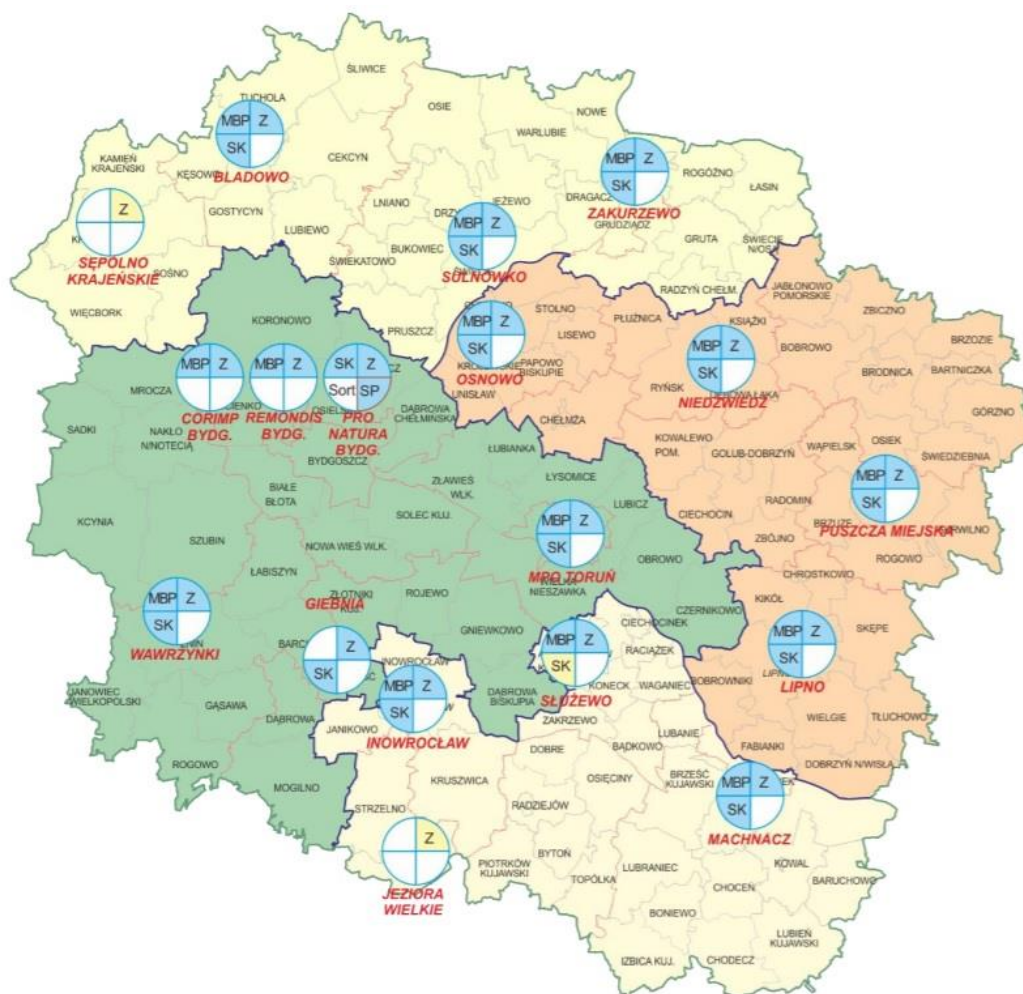 ŚLIWICE
TUCHOLA
MBP Z
SK
BLADOWO
OSIE
NOWE
WARLUBIE
KAMIEŃ
KRAJEŃSKI
KĘSOWO
CEKCYN
MBP Z
SK
ZAKURZEWO
DRAGACZ
GRUDZIĄDZ
ROGÓŹNO
ŁASIN
Z
SĘPÓLNO
KRAJEŃSKIE
GOSTYCYN
LNIANO
JEŻEWO
MBP Z
SK
SULNÓWKO
LUBIEWO
BUKOWIEC
ŚWIEKATOWO
GRUTA
ŚWIECIE
N/OSĄ
SOŚNO
WIĘCBORK
RADZYŃ CHEŁM.
PRUSZCZ
KORONOWO
STOLNO
PŁUŻNICA
JABŁONOWO
POMORSKIE
ZBICZNO
KSIĄŻKI
BOBROWO
BRZOZIE
MBP Z
SK
OSNOWO
LISEWO
PAPOWO
BISKUPIE
UNISŁAW
MBP Z
SK
NIEDŹWIEDŹ
RYŃSK
BRODNICA
BARTNICZKA
GÓRZNO
MROCZA
MBP Z
CORIMP
BYDG.
MBP Z
REMONDIS
BYDG.
SK Z
Sort SP
PRO
NATURA
BYDG.
DĄBROWA
CHEŁMIŃSKA
CHEŁMŻA
SADKI
NAKŁO
N/NOTECIĄ
BYDGOSZCZ
ŁUBIANKA
KOWALEWO
POM.
GOLUB-DOBRZYŃ
WĄPIELSK
OSIEK
ŚWIEDZIEBNIA
BIAŁE
BŁOTA
ZŁAWIEŚ
WLK.
ŁYSOMICE
LUBICZ
CIECHOCIN
RADOMIN
MBP Z
SK
PUSZCZA MIEJSKA
BRZUZE
KCYNIA
SZUBIN
SOLEC KUJ.
NOWA WIEŚ WLK.
MBP Z
SK
MPO TORUŃ
WIELKA
NIESZAWKA
OBROWO
ZBÓJNO
ROGOWO
CHROSTKOWO
ŁABISZYN
ZŁOTNIKI
ROJEWO
CZERNIKOWO
KIKÓŁ
SKĘPE
MBP Z
SK
WAWRZYNKI
GIEBNIA
Z
SK
GNIEWKOWO
CIECHOCINEK
RACIĄŻEK
MBP Z
SK
SŁUŻEWO
MBP Z
SK
LIPNO
BOBROWNIKI
INOWROCŁAW
MBP Z
SK
INOWROCŁAW
DĄBROWA
BISKUPIA
KONECK
WAGANIEC
JANOWIEC
WIELKOPOLSKI
GĄSAWA
DĄBROWA
JANIKOWO
ZAKRZEWO
WIELGIE
TŁUCHOWO
LUBANIE
DOBRE
BĄDKOWO
FABIANKI
DOBRZYŃ N/WISŁĄ
ROGOWO
MOGILNO
KRUSZWICA
OSIĘCINY
BRZEŚĆ
KUJAWSKI
MBP Z
SK
MACHNACZ
STRZELNO
RADZIEJÓW
Z
JEZIORA
WIELKIE
PIOTRKÓW
KUJAWSKI
BYTOŃ
TOPÓLKA
LUBRANIEC
KOWAL
CHOCEŃ
BARUCHOWO
BONIEWO
LUBIEŃ
KUJAWSKI
IZBICA KUJ.
CHODECZ